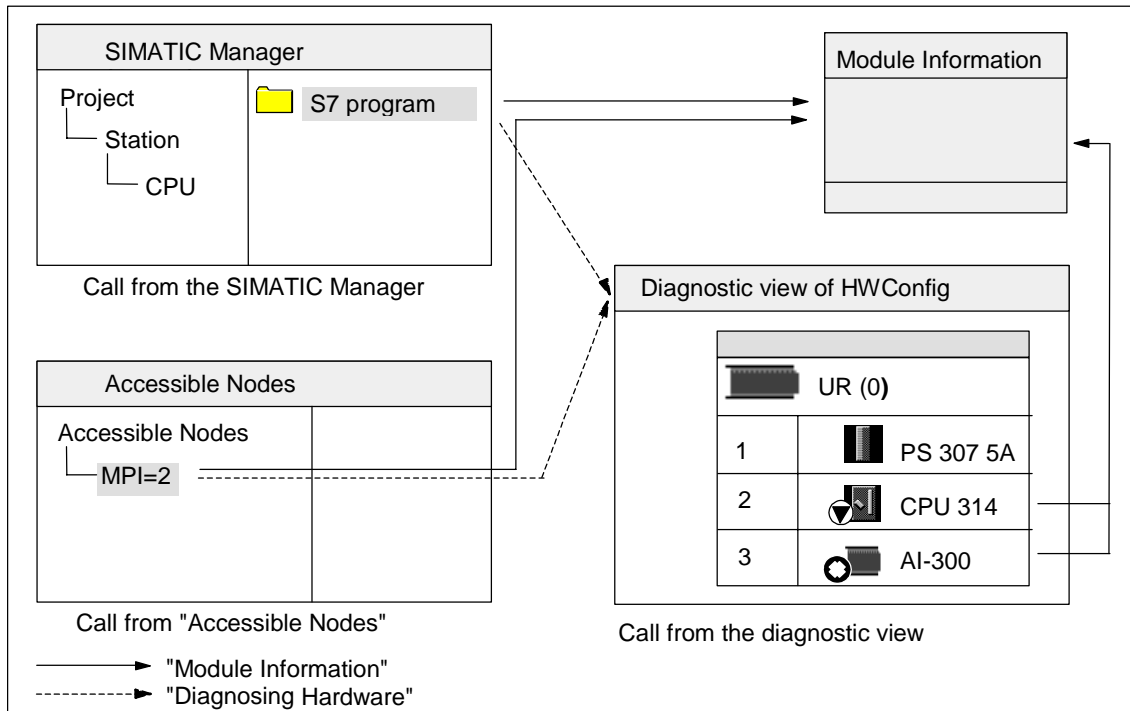 SIMATIC Manager
Project
Station
CPU
S7 program
Call from the SIMATIC Manager
Module Information
Accessible Nodes
Accessible Nodes
MPI=2
Call from "Accessible Nodes"
Diagnostic view of HWConfig
UR (0)
1 PS 307 5A
2 CPU 314
3 AI-300
Call from the diagnostic view
"Module Information"
"Diagnosing Hardware"